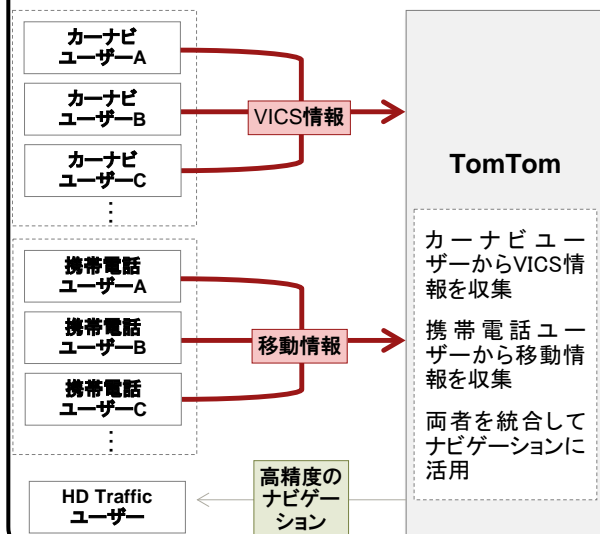 カーナビ
ユーザーA
カーナビ
ユーザーB
カーナビ
ユーザーC
⋮
VICS情報
携帯電話
ユーザーA
携帯電話
ユーザーB
携帯電話
ユーザーC
⋮
移動情報
TomTom
カーナビユー
ザーからVICS情
報を収集
携帯電話ユー
ザーから移動情
報を収集
両者を統合して
ナビゲーションに
活用
HD Traffic
ユーザー
高精度の
ナビゲー
ション